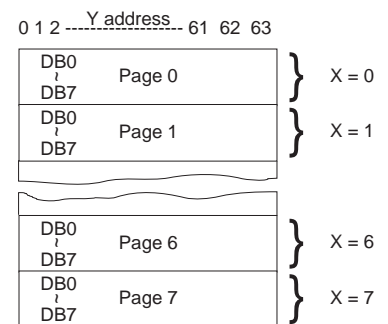 Y address
0 1 2 ------------------ 61 62 63
DB0
~
DB7
Page 0
X = 0
DB0
~
DB7
Page 1
X = 1
DB0
~
DB7
Page 6
X = 6
DB0
~
DB7
Page 7
X = 7